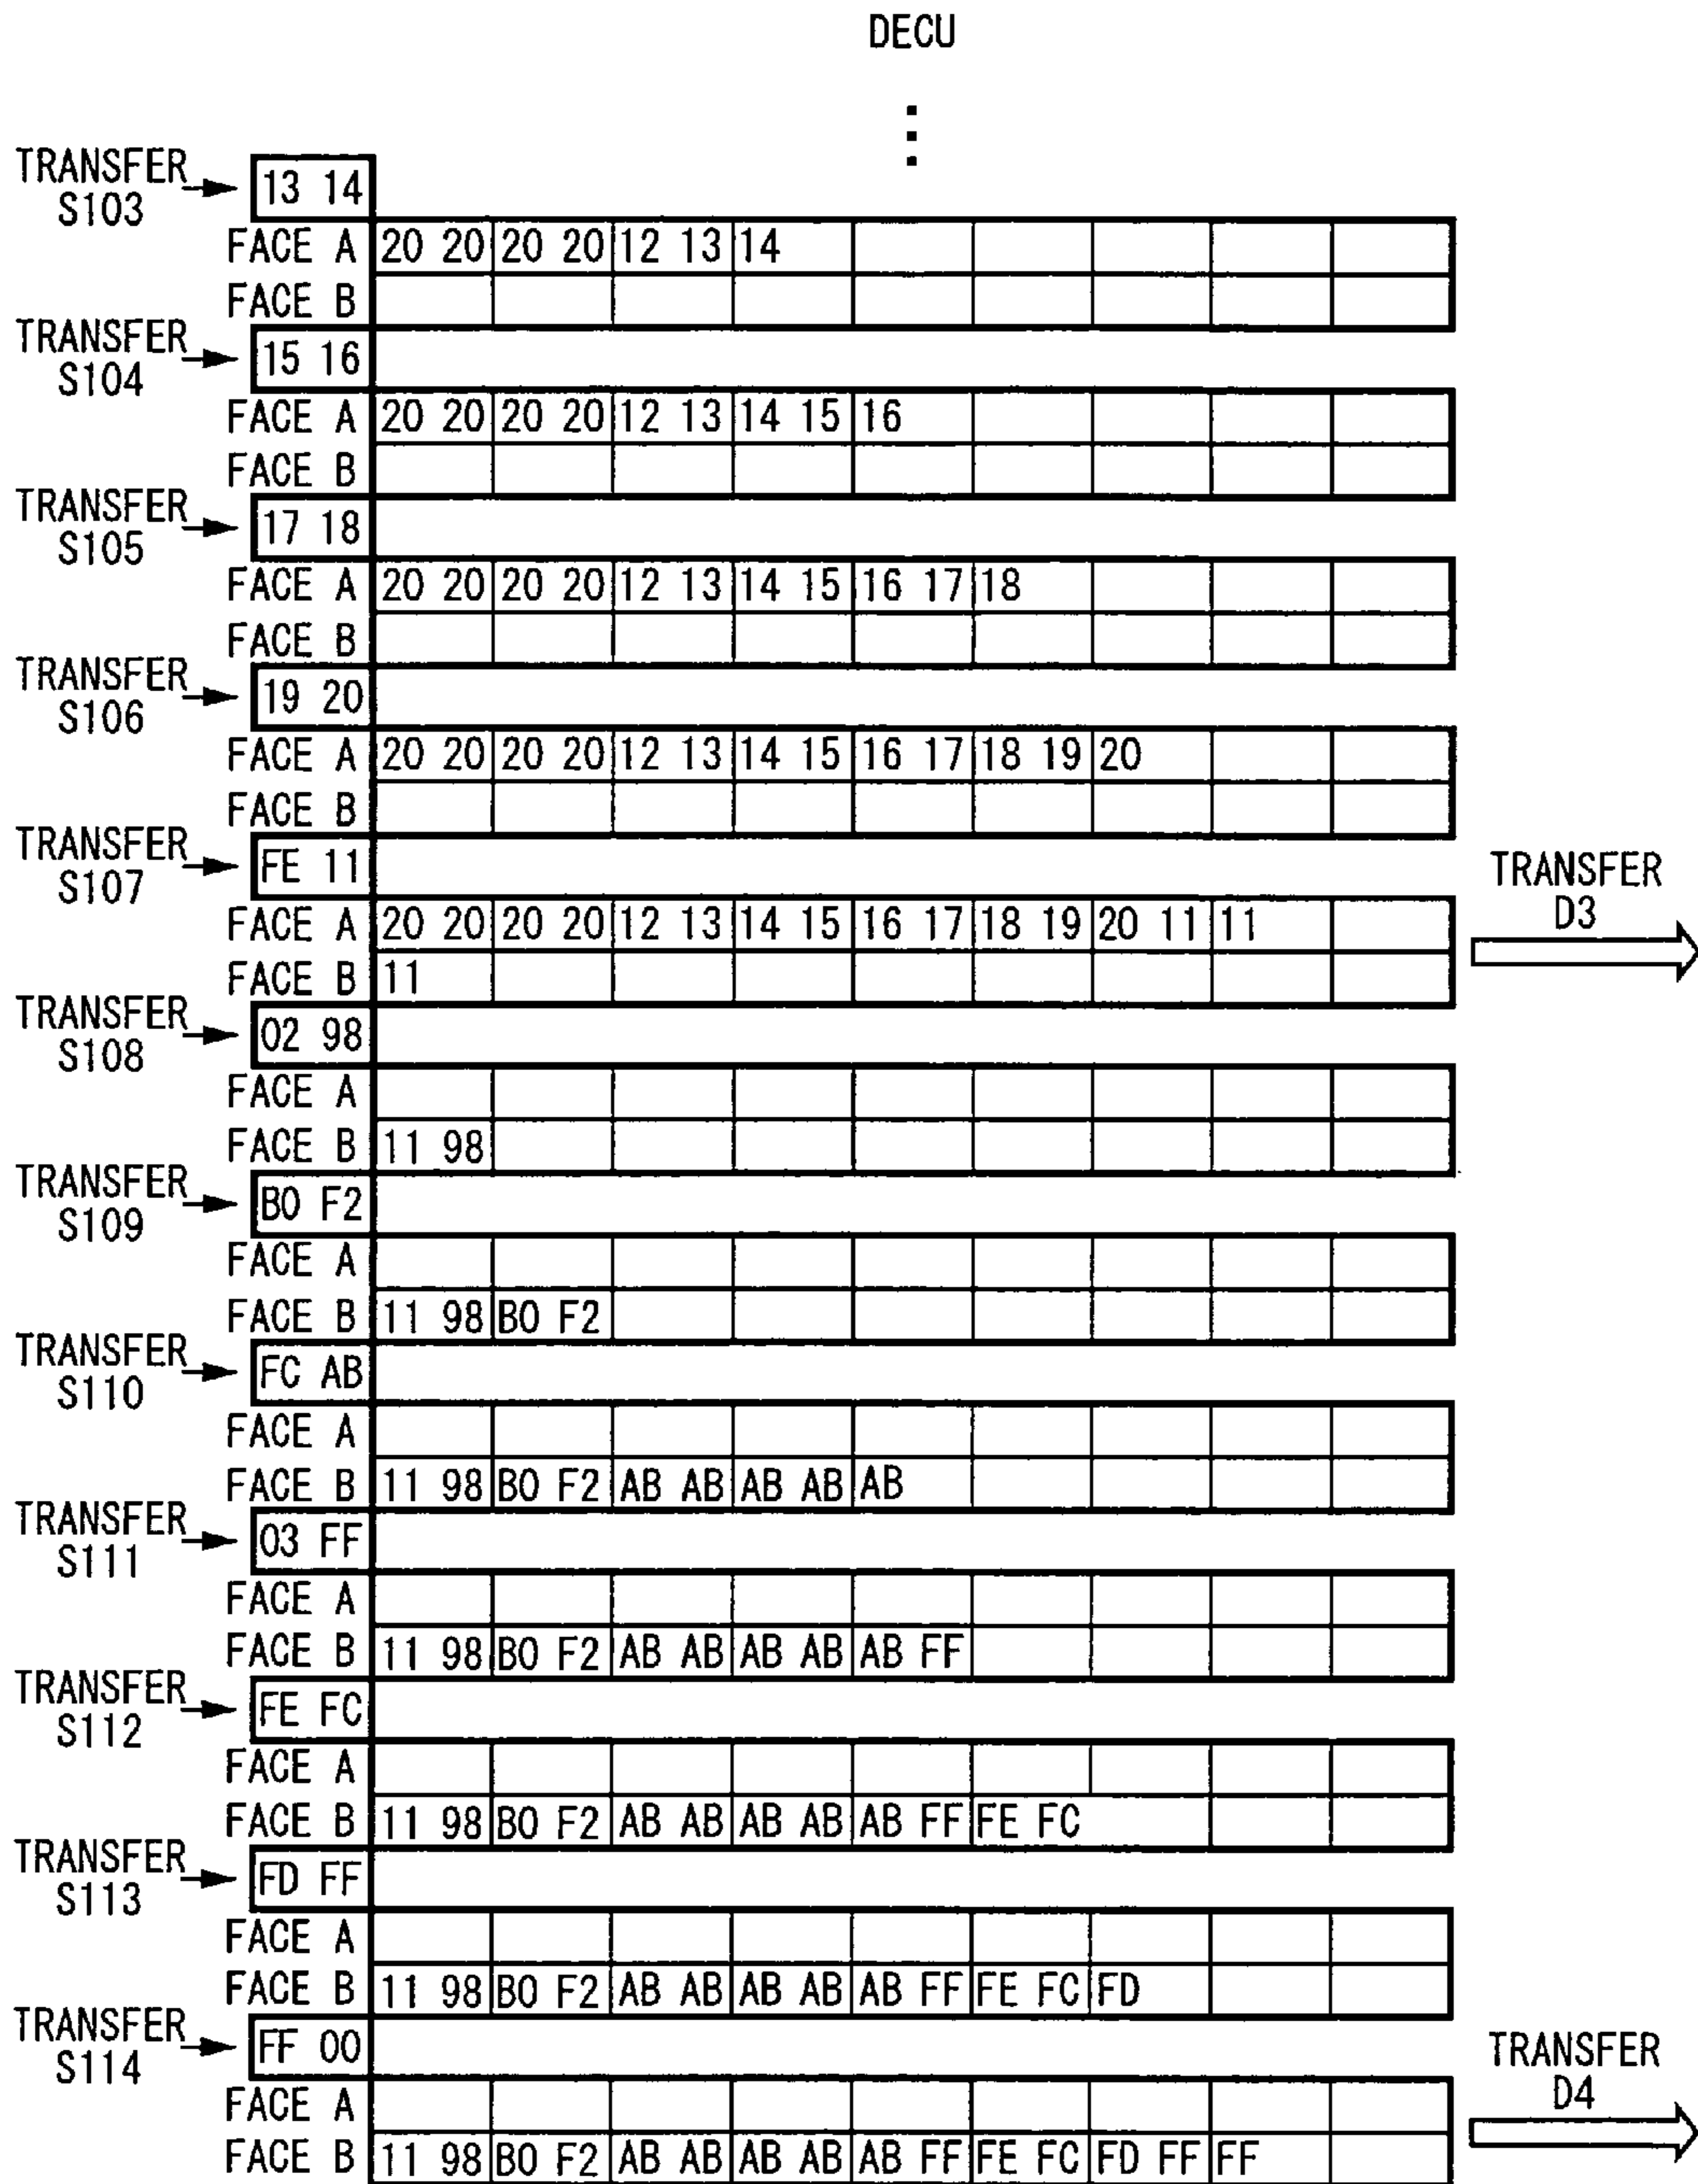 DECU
TRANSFER S103
13 14
FACE A 20 20 20 20 12 13 14
FACE B
TRANSFER S104
15 16
FACE A 20 20 20 20 12 13 14 15 16
FACE B
TRANSFER S105
17 18
FACE A 20 20 20 20 12 13 14 15 16 17 18
FACE B
TRANSFER S106
19 20
FACE A 20 20 20 20 12 13 14 15 16 17 18 19 20
FACE B
TRANSFER S107
FE 11
FACE A 20 20 20 20 12 13 14 15 16 17 18 19 20 11 11
FACE B 11
TRANSFER D3
TRANSFER S108
02 98
FACE A
FACE B 11 98
TRANSFER S109
B0 F2
FACE A
FACE B 11 98 B0 F2
TRANSFER S110
FC AB
FACE A
FACE B 11 98 B0 F2 AB AB AB AB AB
TRANSFER S111
03 FF
FACE A
FACE B 11 98 B0 F2 AB AB AB AB AB FF
TRANSFER S112
FE FC
FACE A
FACE B 11 98 B0 F2 AB AB AB AB AB FF FE FC
TRANSFER S113
FD FF
FACE A
FACE B 11 98 B0 F2 AB AB AB AB AB FF FE FC FD
TRANSFER S114
FF 00
FACE A
FACE B 11 98 B0 F2 AB AB AB AB AB FF FE FC FD FF FF
TRANSFER D4